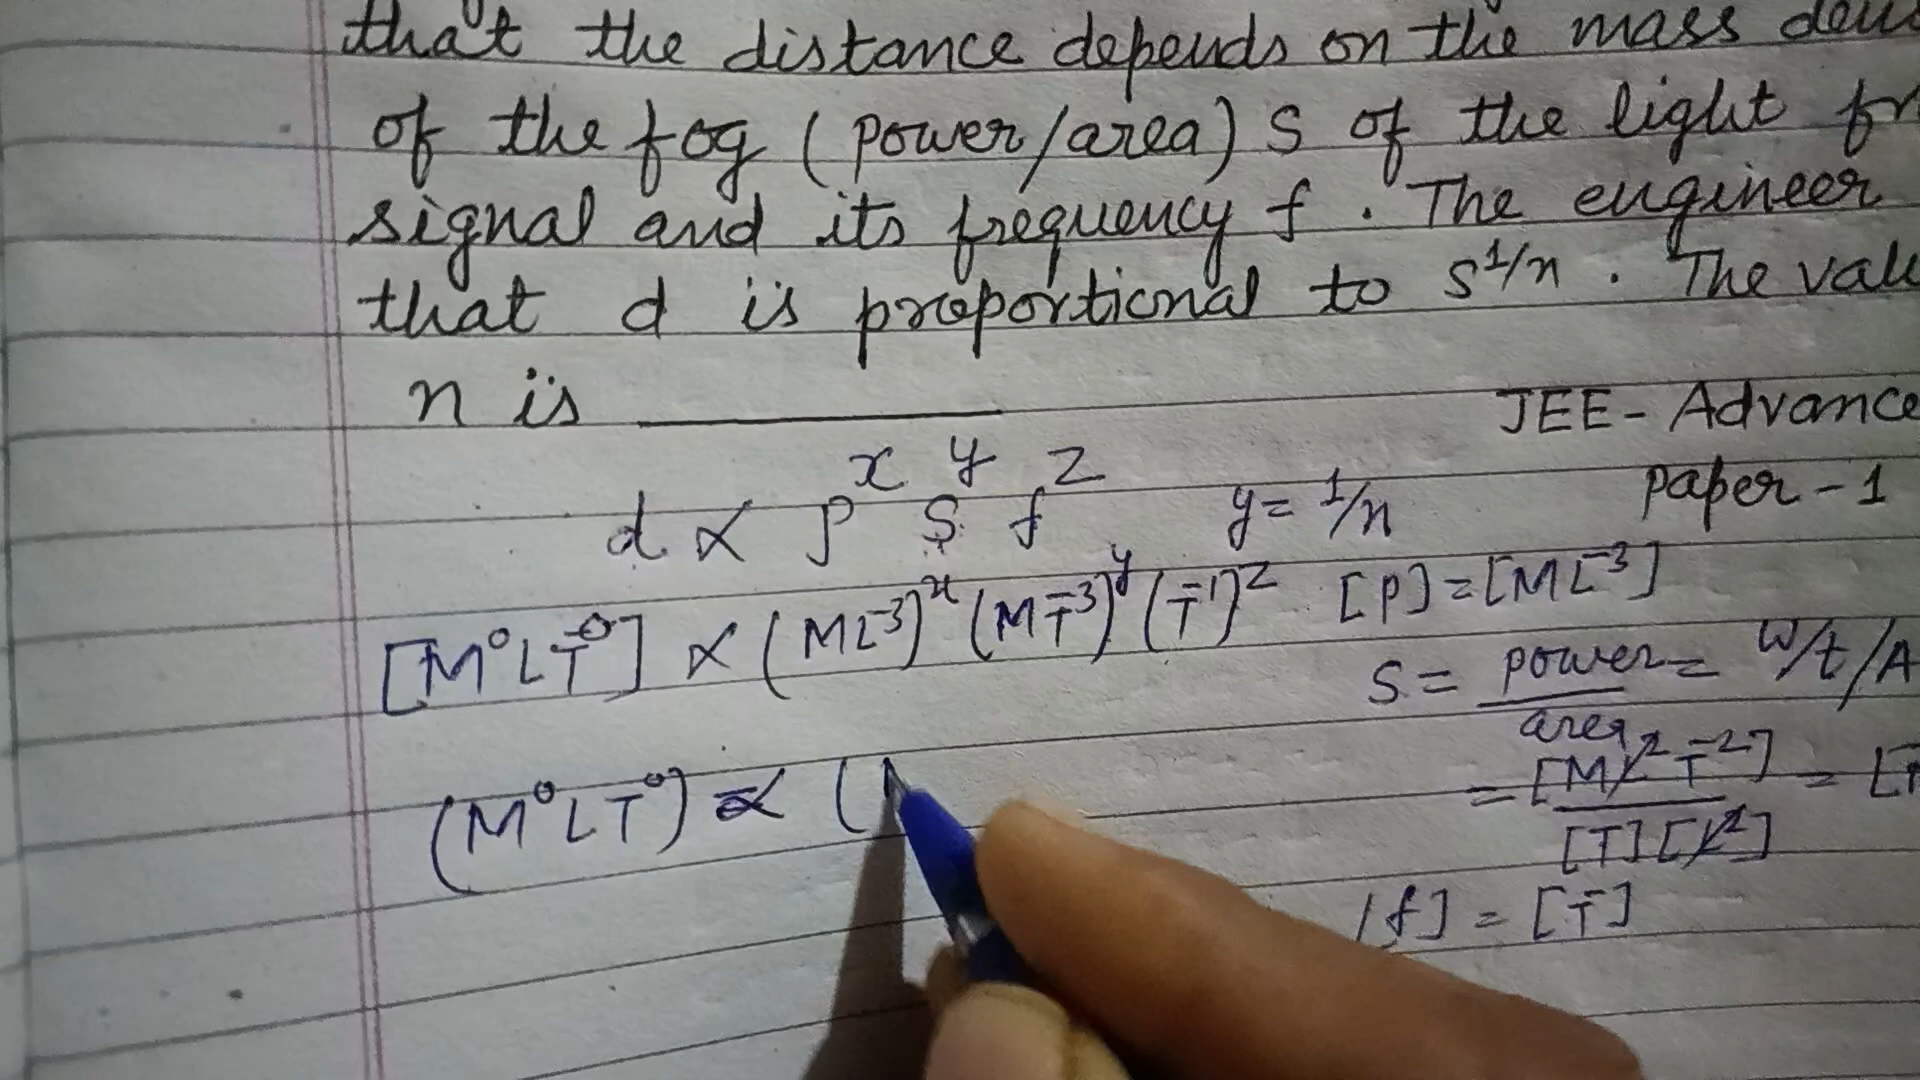 that the distance depends on the mass
of the fog (power/area) S of the light
signal and its frequency f. The engineer
that d is proportional to S^1/n. The
n is ________
JEE- Advance
paper-1
d ∝ ρ^x S^y f^z y = 1/n
[M⁰LT⁰] ∝ (ML⁻³)^x (MT⁻³)^y (T⁻¹)^z [ρ]=[ML⁻³]
S = power/area = W/t/A
= [ML²T⁻²]/[T][L²] =
(M⁰LT⁰) ∝ (
[f] = [T⁻]